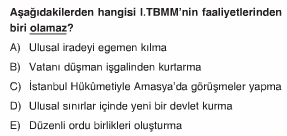 Aşağıdakilerden hangisi I.TBMM'nin faaliyetlerinden
biri olamaz?
A) Ulusal iradeyi egemen kılma
B) Vatanı düşman işgalinden kurtarma
C) İstanbul Hükûmetiyle Amasya'da görüşmeler yapma
D) Ulusal sınırlar içinde yeni bir devlet kurma
E) Düzenli ordu birlikleri oluşturma